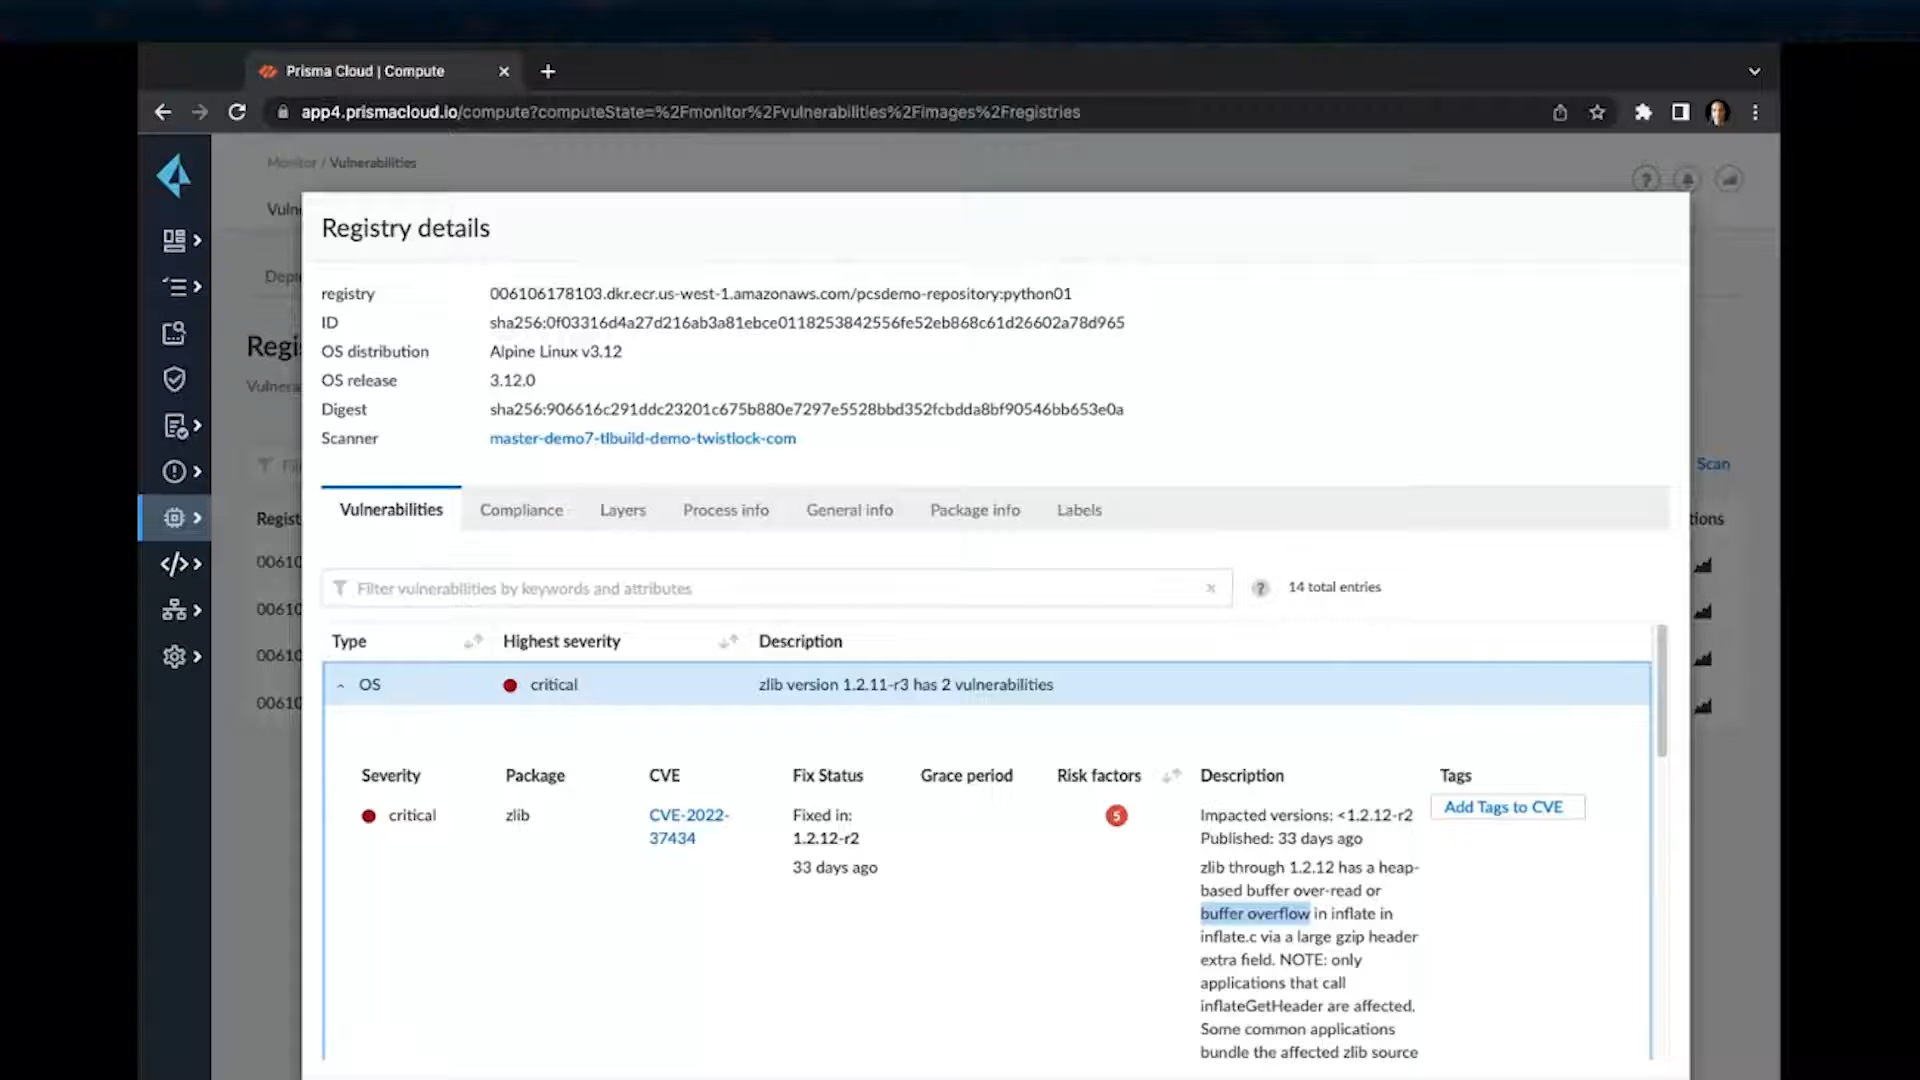 Prisma Cloud | Compute
app4.prismacloud.io/compute?computeState=%2Fmonitor%2Fvulnerabilities%2Fimages%2Fregistries
Monitor / Vulnerabilities
Registry details
registry 006106178103.dkr.ecr.us-west-1.amazonaws.com/pcsdemo-repository:python01
ID sha256:0f03316d4a27d216ab3a81ebce0118253842556fe52eb868c61d26602a78d965
OS distribution Alpine Linux v3.12
OS release 3.12.0
Digest sha256:906616c291ddc23201c675b880e7297e5528bbd352fcbdda8bf90546bb653e0a
Scanner master-demo7-tlbuild-demo-twistlock-com
Scan
Vulnerabilities Compliance Layers Process info General info Package info Labels
Filter vulnerabilities by keywords and attributes
14 total entries
Type Highest severity Description
OS critical zlib version 1.2.11-r3 has 2 vulnerabilities
Severity Package CVE Fix Status Grace period Risk factors Description Tags
critical zlib CVE-2022-37434 Fixed in: 1.2.12-r2 33 days ago 5
Impacted versions: <1.2.12-r2
Published: 33 days ago
zlib through 1.2.12 has a heap-
based buffer over-read or
buffer overflow in inflate in
inflate.c via a large gzip header
extra field. NOTE: only
applications that call
inflateGetHeader are affected.
Some common applications
bundle the affected zlib source
Add Tags to CVE
00610
00610
00610
00610